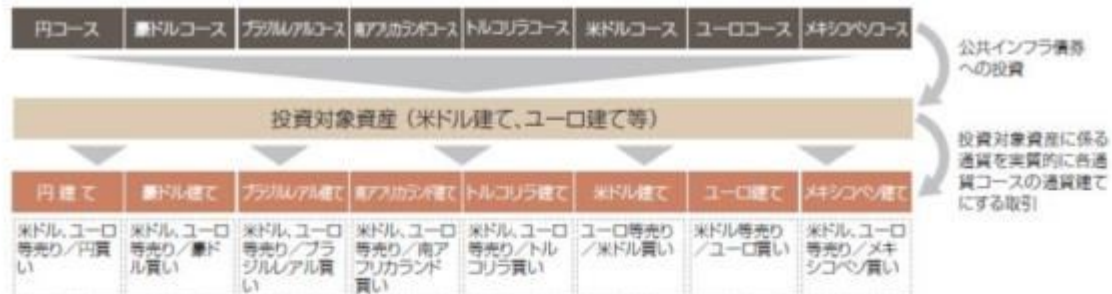 円コース
豪ドルコース
ブラジルレアルコース
南アフリカランドコース
トルコリラコース
米ドルコース
ユーロコース
メキシコペソコース
公共インフラ債券
への投資
投資対象資産（米ドル建て、ユーロ建て等）
投資対象資産に係る
通貨を実質的に各通
貨コースの通貨建て
にする取引
円建て
豪ドル建て
ブラジルレアル建て
南アフリカランド建て
トルコリラ建て
米ドル建て
ユーロ建て
メキシコペソ建て
米ドル、ユーロ
等売り／円買
い
米ドル、ユーロ
等売り／豪ド
ル買い
米ドル、ユーロ
等売り／ブラ
ジルレアル買
い
米ドル、ユーロ
等売り／南ア
フリカランド
買い
米ドル、ユーロ
等売り／トル
コリラ買い
ユーロ等売り
／米ドル買い
米ドル等売り
／ユーロ買い
米ドル、ユーロ
等売り／メキ
シコペソ買い